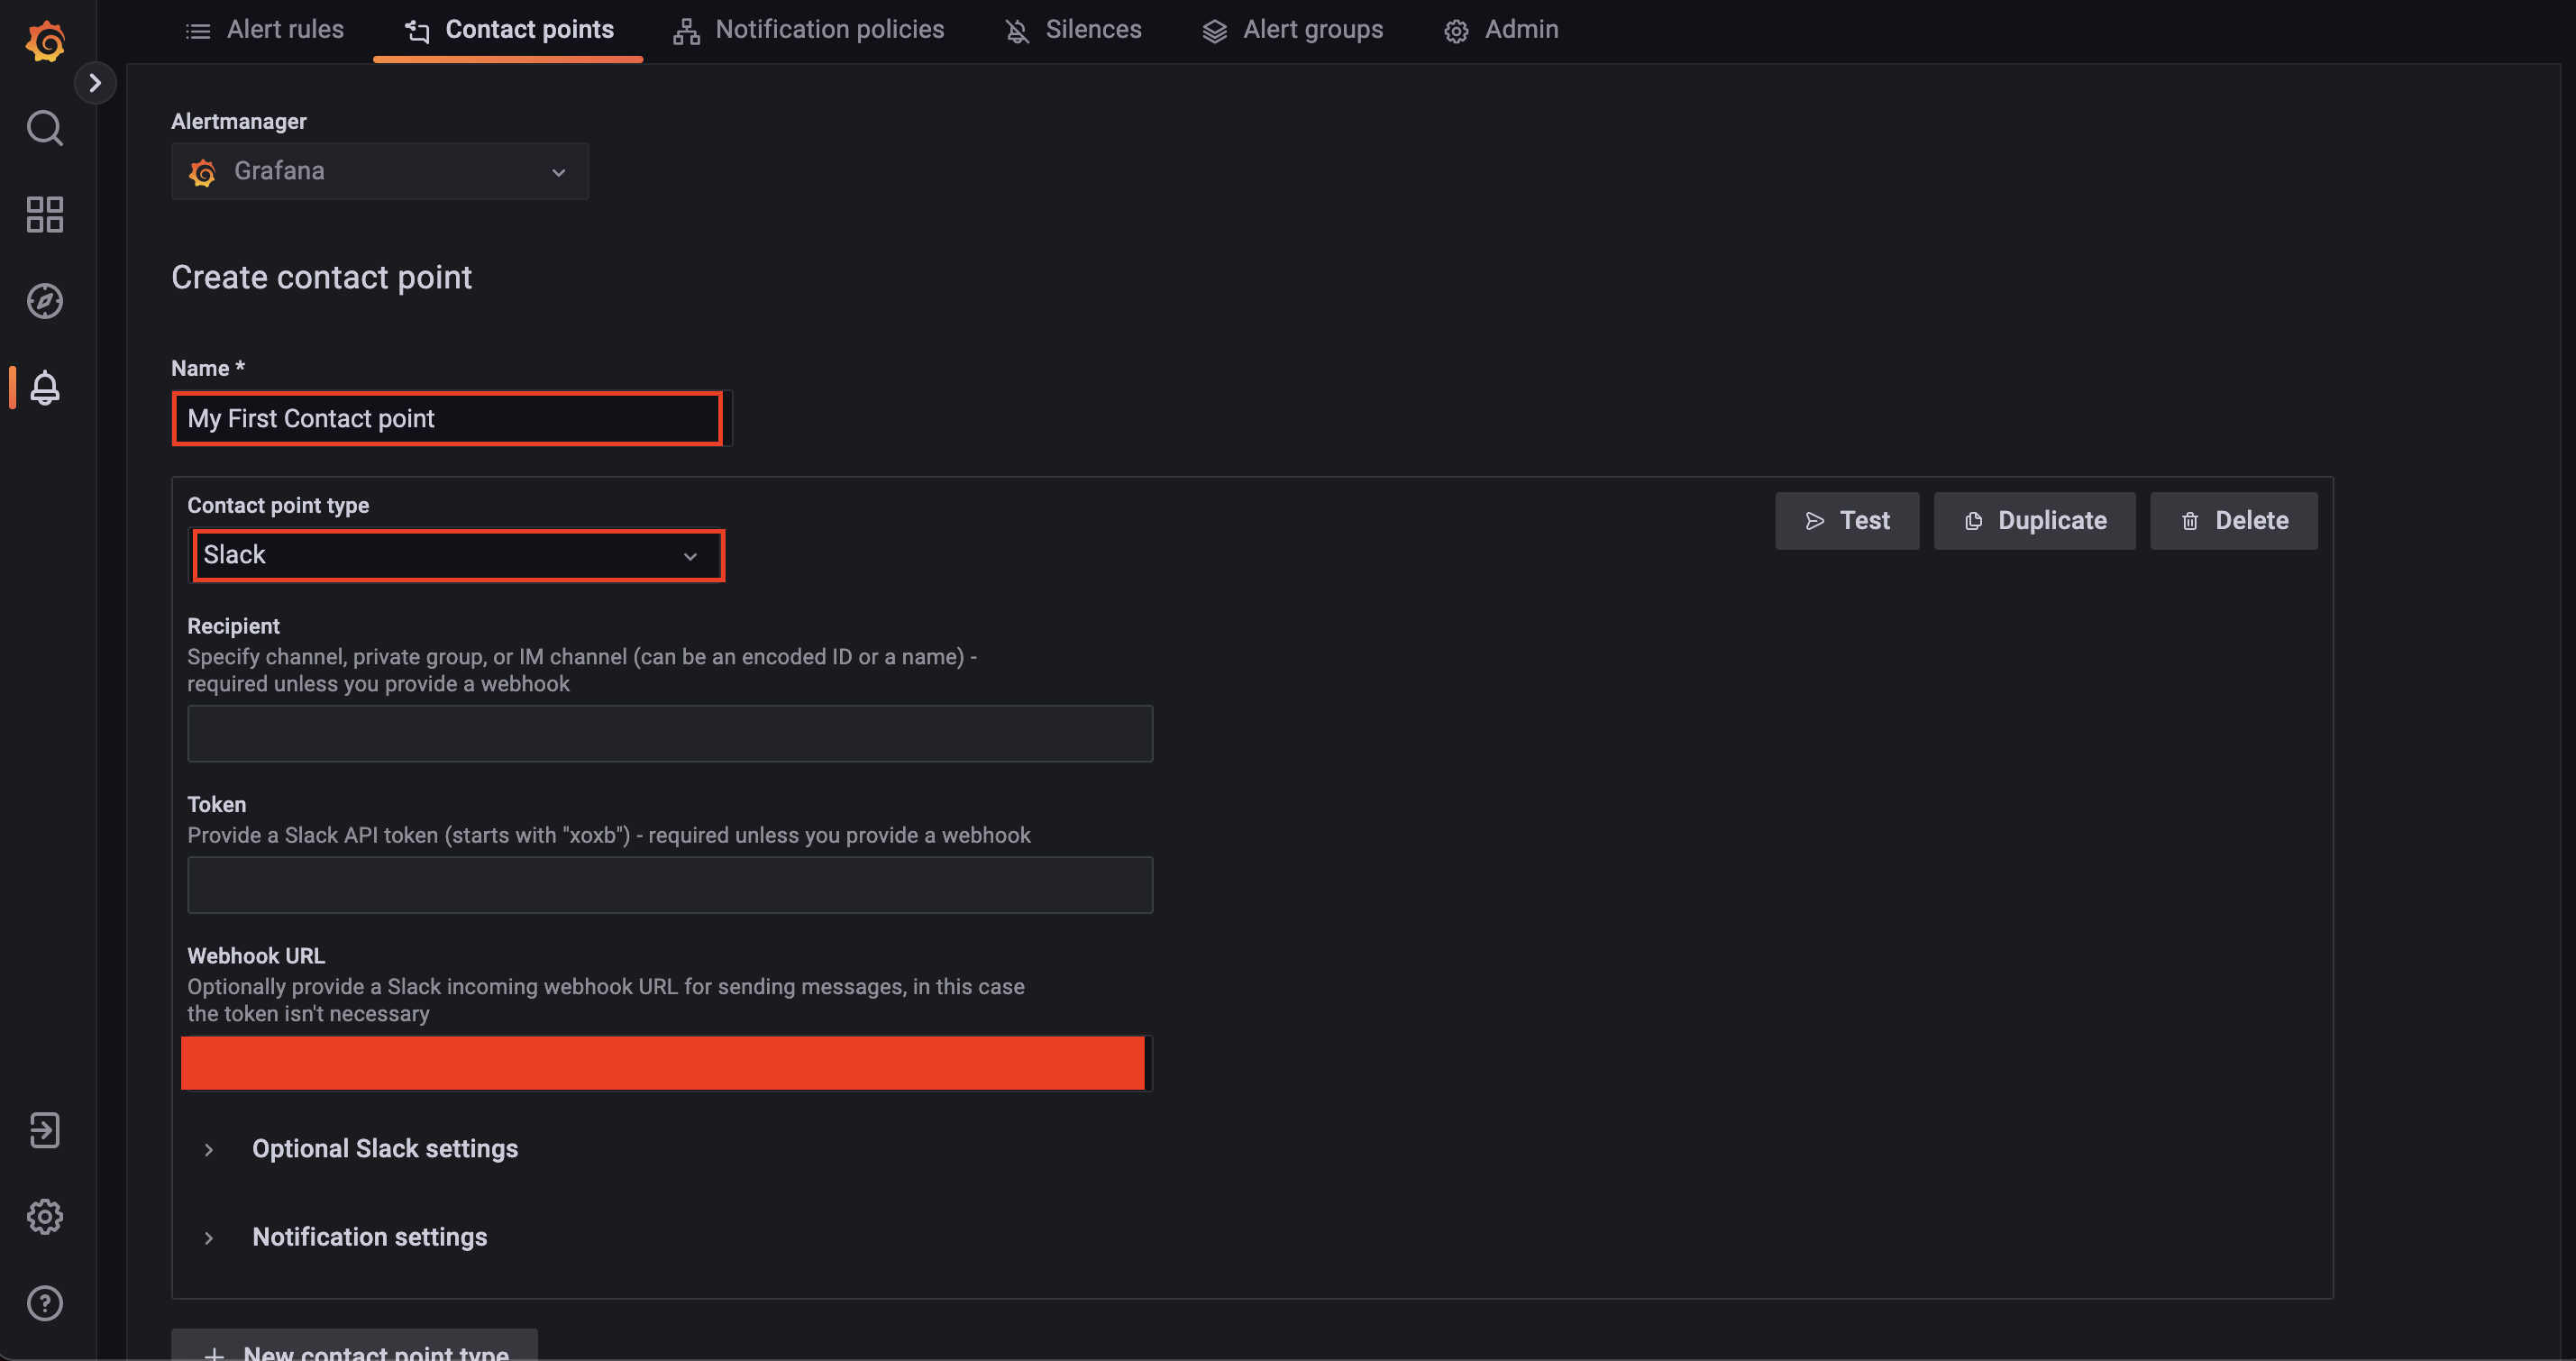 Alert rules Contact points Notification policies Silences Alert groups Admin
Alertmanager
Grafana
Create contact point
Name *
My First Contact point
Contact point type
Test Duplicate Delete
Slack
Recipient
Specify channel, private group, or IM channel (can be an encoded ID or a name) -
required unless you provide a webhook
Token
Provide a Slack API token (starts with "xoxb") - required unless you provide a webhook
Webhook URL
Optionally provide a Slack incoming webhook URL for sending messages, in this case
the token isn't necessary
Optional Slack settings
Notification settings
New contact point type